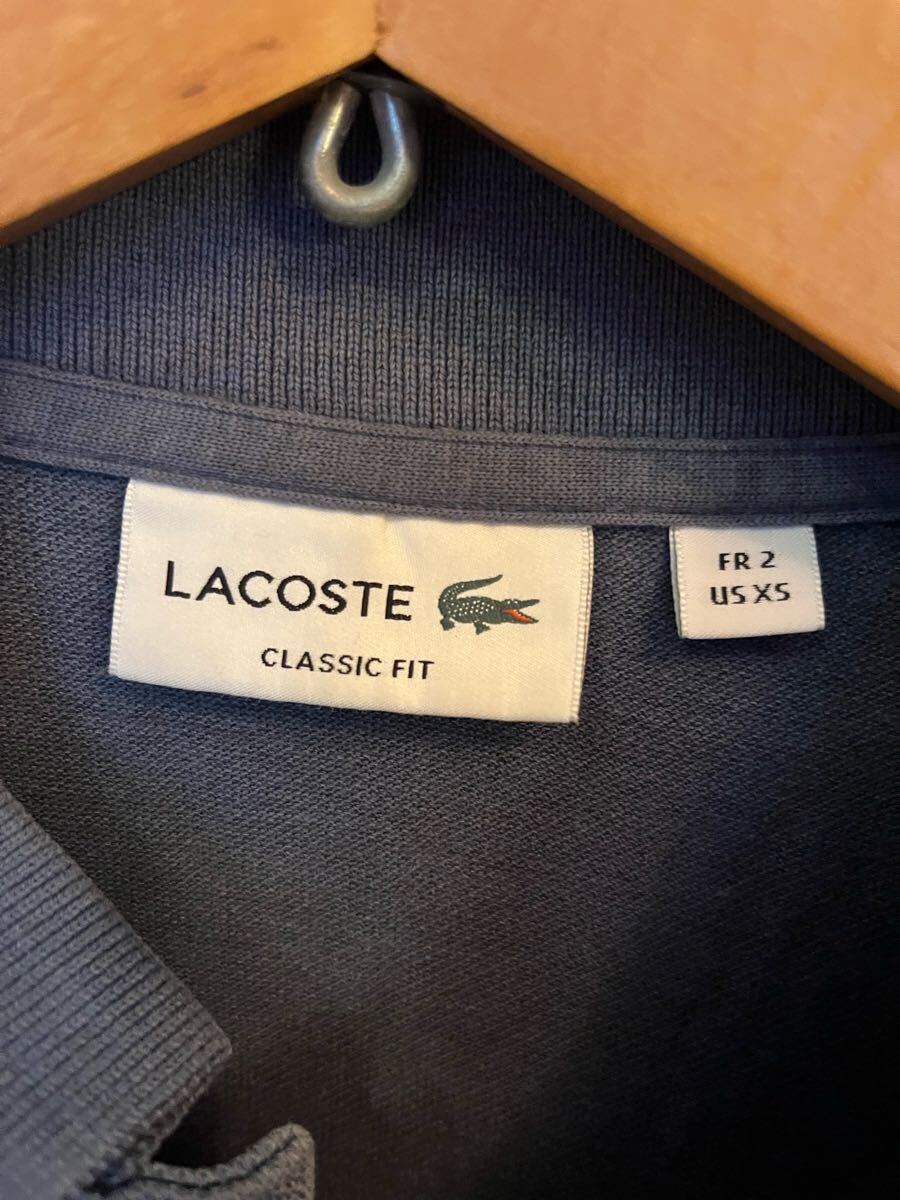 LACOSTE
CLASSIC FIT
FR 2
US XS